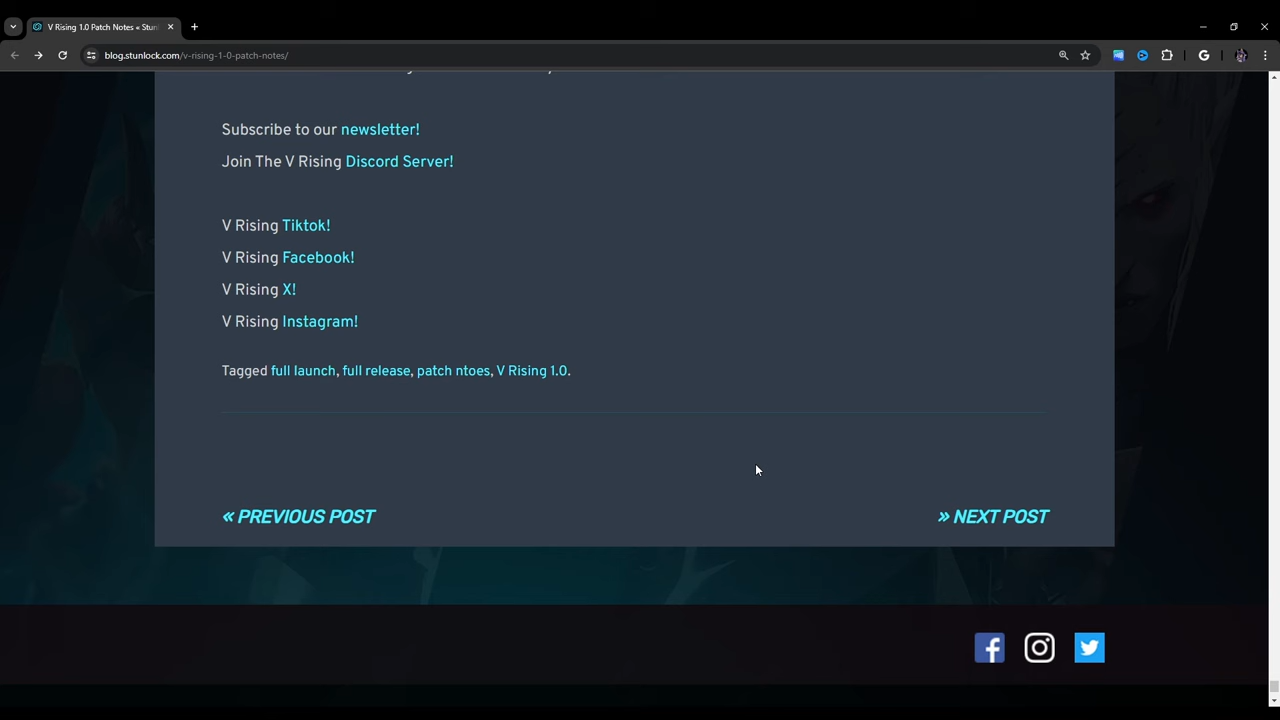 V Rising 1.0 Patch Notes « Stun
blog.stunlock.com/v-rising-1-0-patch-notes/
Subscribe to our newsletter!
Join The V Rising Discord Server!
V Rising Tiktok!
V Rising Facebook!
V Rising X!
V Rising Instagram!
Tagged full launch, full release, patch ntoes, V Rising 1.0.
« PREVIOUS POST
» NEXT POST